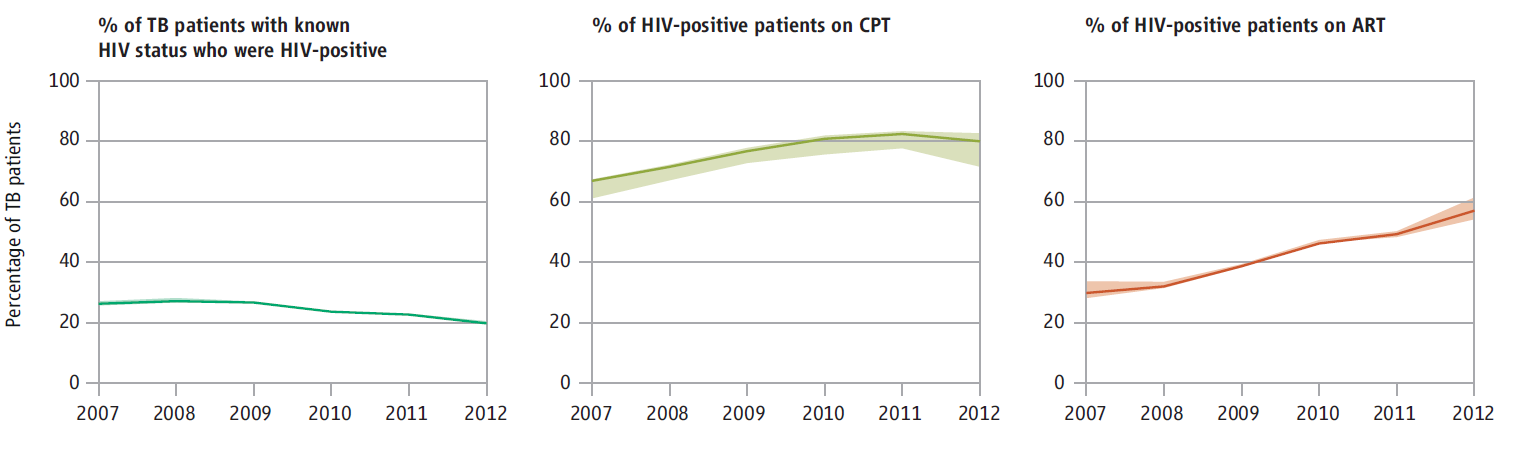 % of TB patients with known
HIV status who were HIV-positive
Percentage of TB patients
100
80
60
40
20
0
2007 2008 2009 2010 2011 2012
% of HIV-positive patients on CPT
100
80
60
40
20
0
2007 2008 2009 2010 2011 2012
% of HIV-positive patients on ART
100
80
60
40
20
0
2007 2008 2009 2010 2011 2012